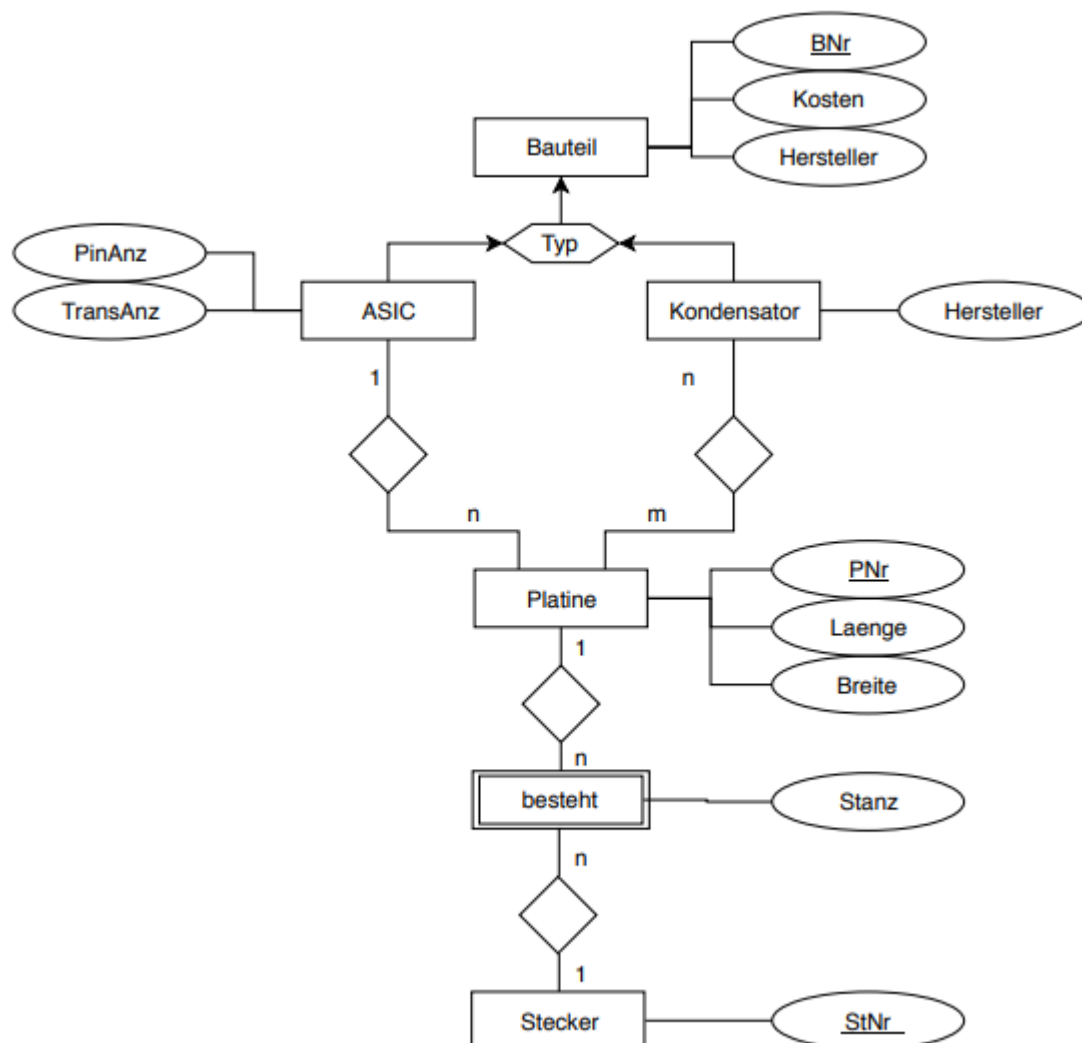 BNr
Kosten
Bauteil
Hersteller
Typ
PinAnz
TransAnz
ASIC
Kondensator
Hersteller
1
n
n
m
PNr
Platine
Laenge
1
Breite
n
besteht
Stanz
n
1
Stecker
StNr